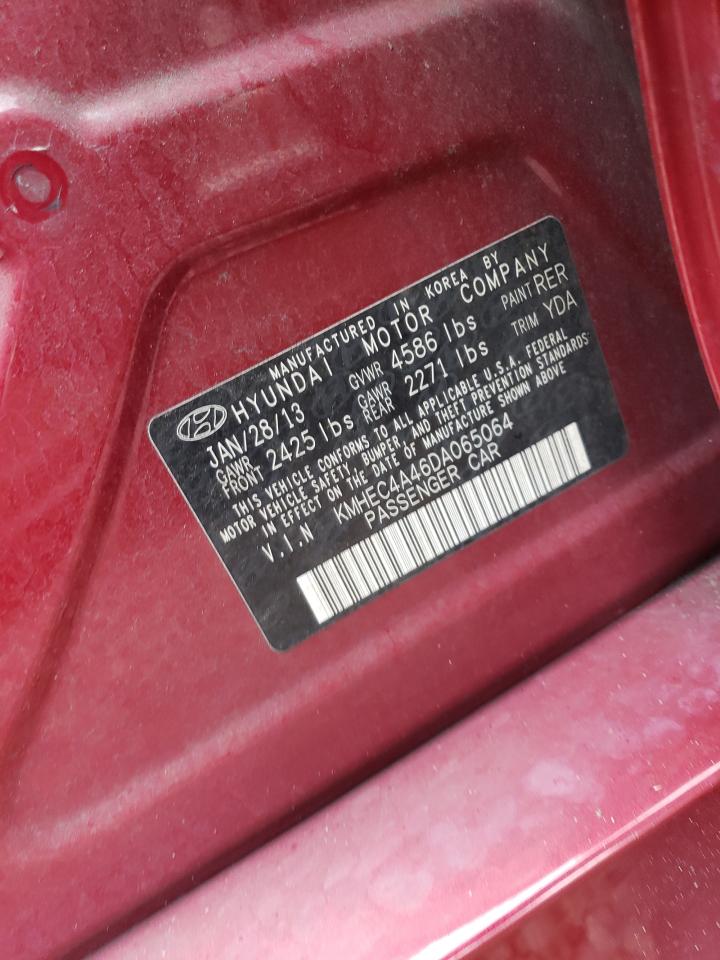 MANUFACTURED IN KOREA BY
HYUNDAI MOTOR COMPANY
JAN/28/13 GVWR 4586 lbs PAINT RER
GAWR FRONT 2425 lbs GAWR REAR 2271 lbs TRIM YDA
THIS VEHICLE CONFORMS TO ALL APPLICABLE U.S.A. FEDERAL
MOTOR VEHICLE SAFETY, BUMPER, AND THEFT PREVENTION STANDARDS
IN EFFECT ON THE DATE OF MANUFACTURE SHOWN ABOVE
V.I.N KMHEC4A46DA065064
PASSENGER CAR